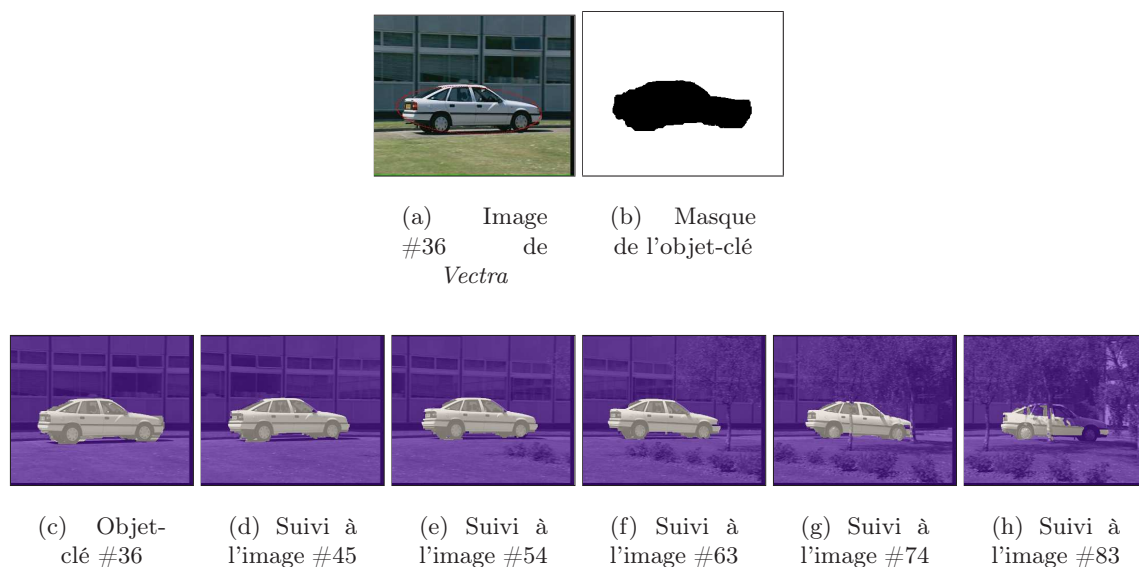 (a) Image
#36 de
Vectra
(b) Masque
de l'objet-clé
(c) Objet-
clé #36
(d) Suivi à
l'image #45
(e) Suivi à
l'image #54
(f) Suivi à
l'image #63
(g) Suivi à
l'image #74
(h) Suivi à
l'image #83